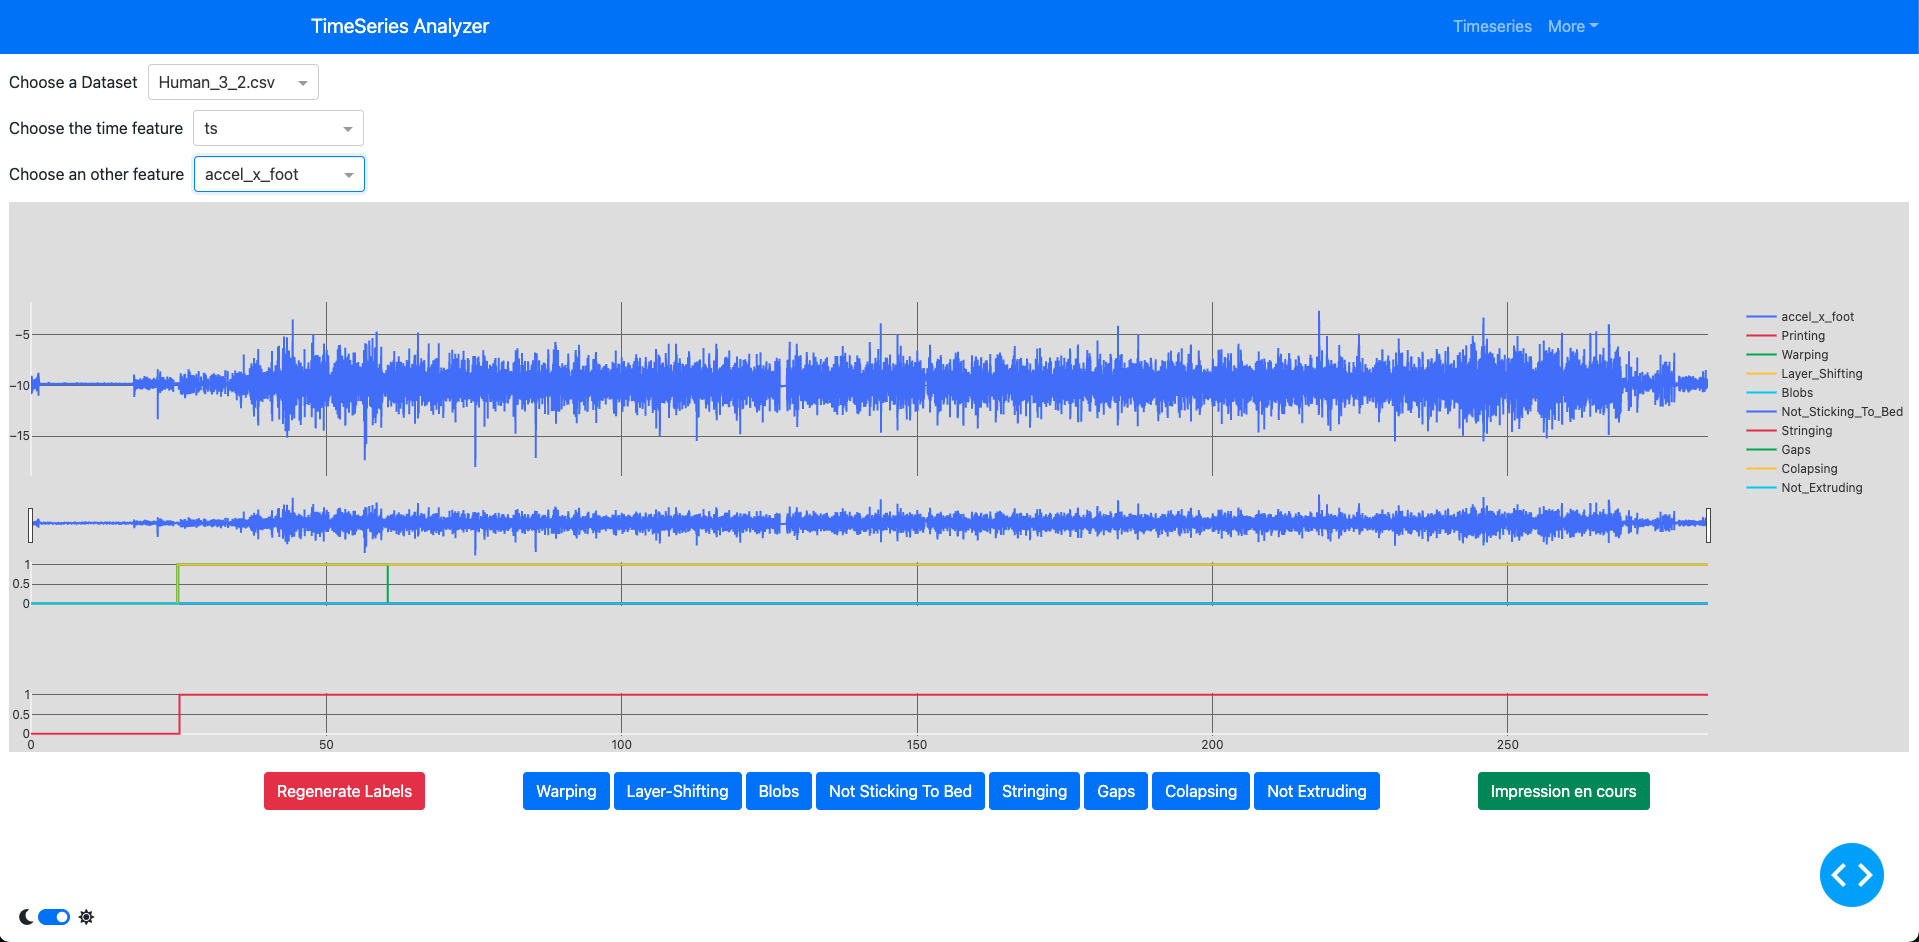 TimeSeries Analyzer
Timeseries More
Choose a Dataset Human_3_2.csv
Choose the time feature ts
Choose an other feature accel_x_foot
−5
−10
−15
accel_x_foot
Printing
Warping
Layer_Shifting
Blobs
Not_Sticking_To_Bed
Stringing
Gaps
Colapsing
Not_Extruding
1
0.5
0
1
0.5
0
0 50 100 150 200 250
Regenerate Labels Warping Layer-Shifting Blobs Not Sticking To Bed Stringing Gaps Colapsing Not Extruding Impression en cours